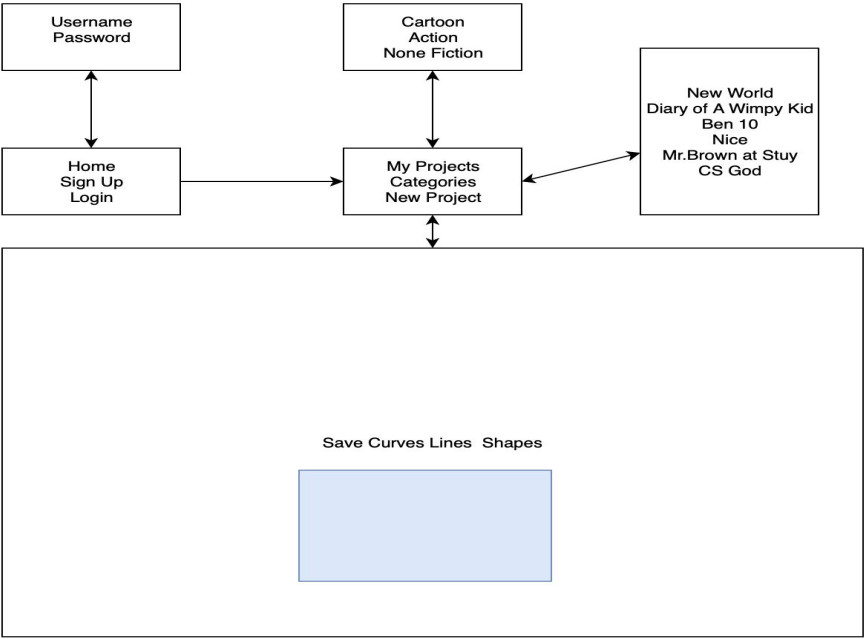 Username
Password
Cartoon
Action
None Fiction
New World
Diary of A Wimpy Kid
Ben 10
Nice
Mr.Brown at Stuy
CS God
Home
Sign Up
Login
My Projects
Categories
New Project
Save Curves Lines  Shapes